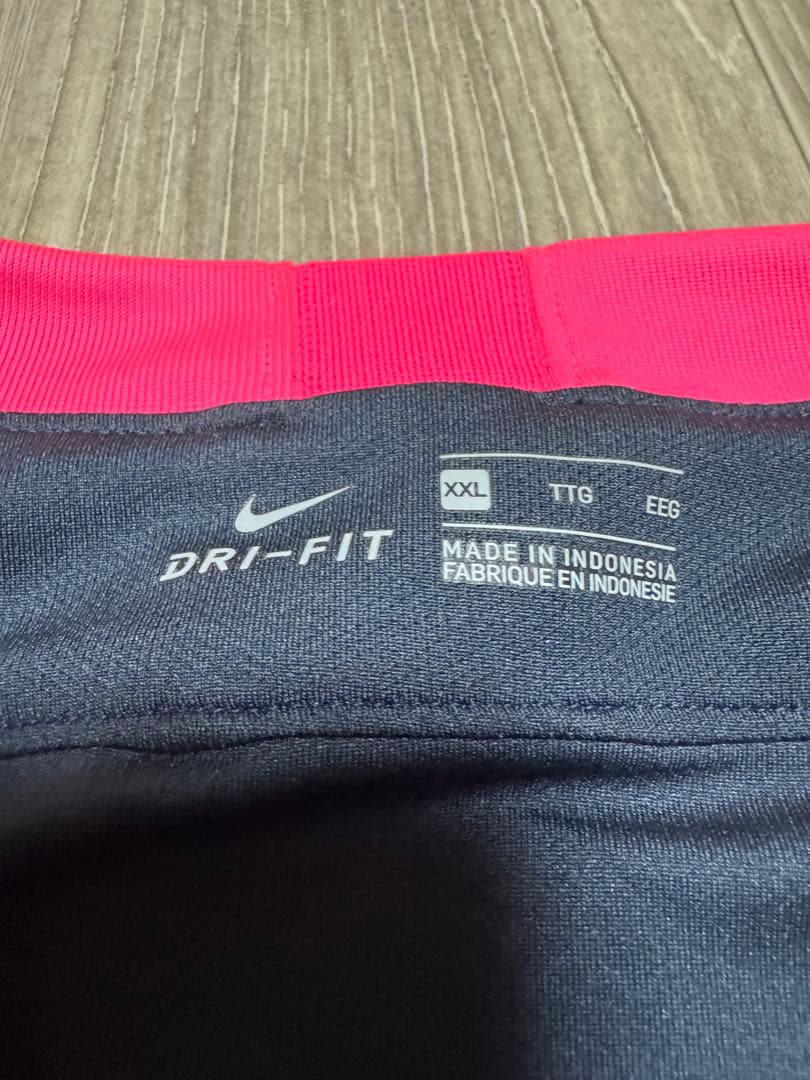 DRI-FIT
XXL TTG EEG
MADE IN INDONESIA
FABRIQUE EN INDONESIE